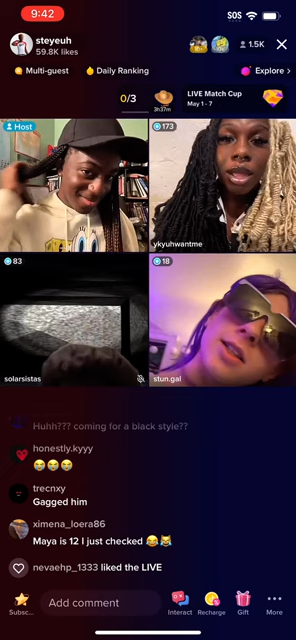 9:42
SOS
steyeuh
59.8K likes
1.5K
Multi-guest
Daily Ranking
Explore >
0/3
3h37m
LIVE Match Cup
May 1 - 7
Host
173
ykyuhwantme
83
18
solarsistas
stun.gal
Huhh??? coming for a black style??
honestly.kyyy
😭😭😭
trecnxy
Gagged him
ximena_loera86
Maya is 12 I just checked 😂😹
nevaehp_1333 liked the LIVE
Subsc...
Add comment
Interact
Recharge
Gift
More